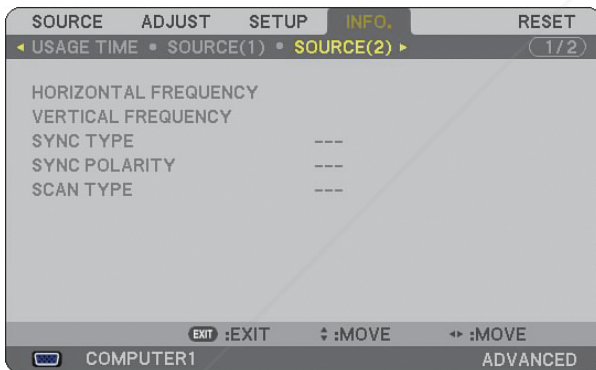 SOURCE ADJUST SETUP INFO. RESET
◂ USAGE TIME • SOURCE(1) • SOURCE(2) ▸ 1/2
HORIZONTAL FREQUENCY
VERTICAL FREQUENCY
SYNC TYPE ---
SYNC POLARITY ---
SCAN TYPE ---
EXIT :EXIT :MOVE :MOVE
COMPUTER1 ADVANCED